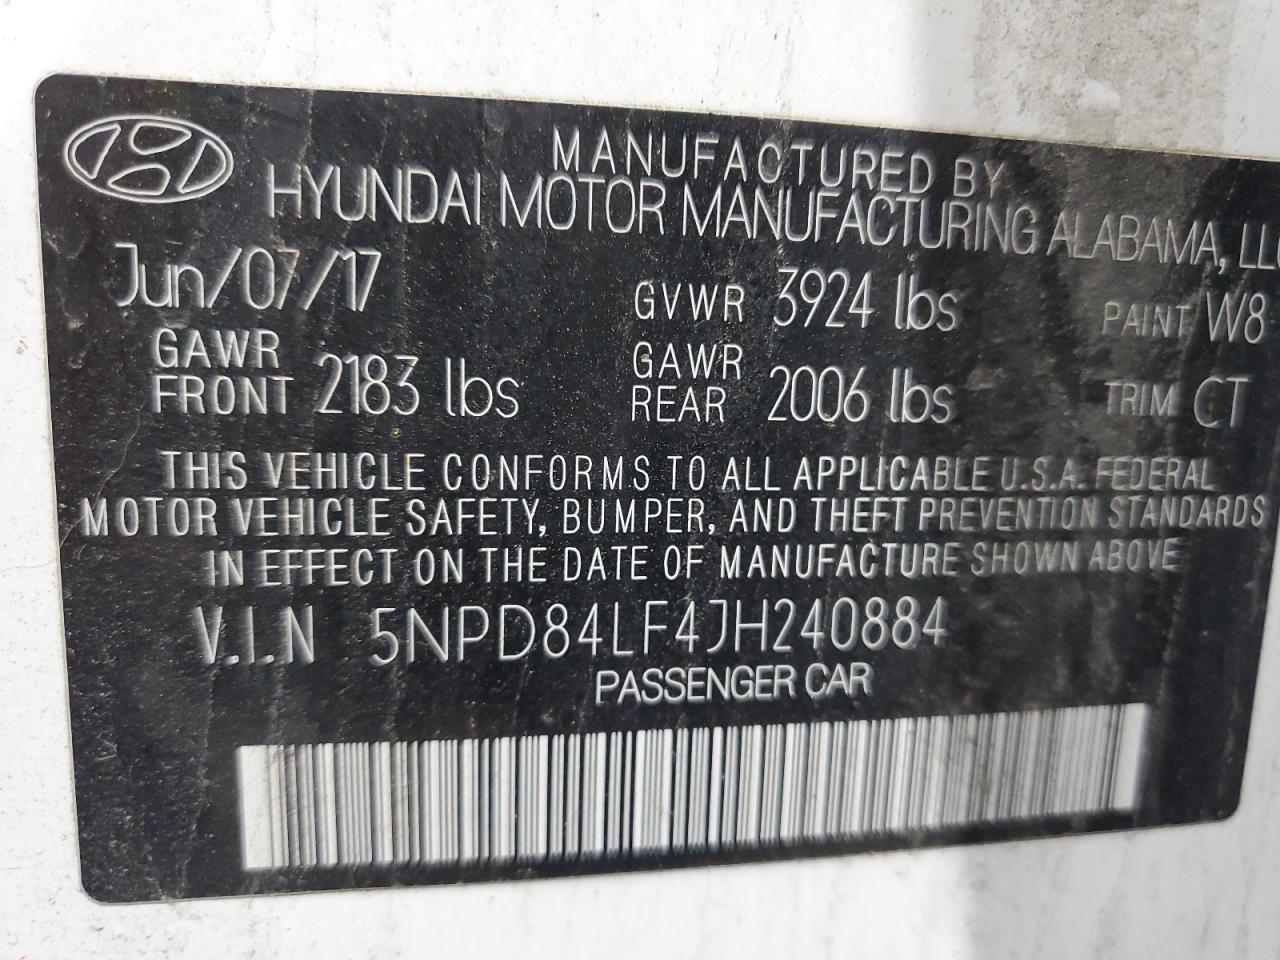 MANUFACTURED BY
HYUNDAI MOTOR MANUFACTURING ALABAMA, LLC
Jun/07/17 GVWR 3924 lbs PAINT W8
GAWR FRONT 2183 lbs GAWR REAR 2006 lbs TRIM CT
THIS VEHICLE CONFORMS TO ALL APPLICABLE U.S.A. FEDERAL
MOTOR VEHICLE SAFETY, BUMPER, AND THEFT PREVENTION STANDARDS
IN EFFECT ON THE DATE OF MANUFACTURE SHOWN ABOVE
V.I.N 5NPD84LF4JH240884
PASSENGER CAR